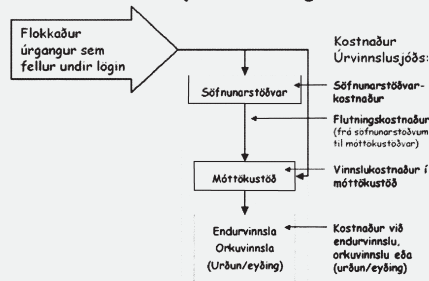 Flokkaður
úrgangur sem
fellur undir lögin
Kostnaður
Úrvinnslusjóðs:
Söfnunarstöðvar
Söfnunarstöðvar-
kostnaður
Flutningskostnaður
(frá söfnunarstöðvum
til móttökustöðvar)
Móttökustöð
Vinnslukostnaður í
móttökustöð
Endurvinnsla
Orkuvinnsla
(Urðun/eyðing)
Kostnaður við
endurvinnslu,
orkuvinnslu eða
(urðun/eyðing)